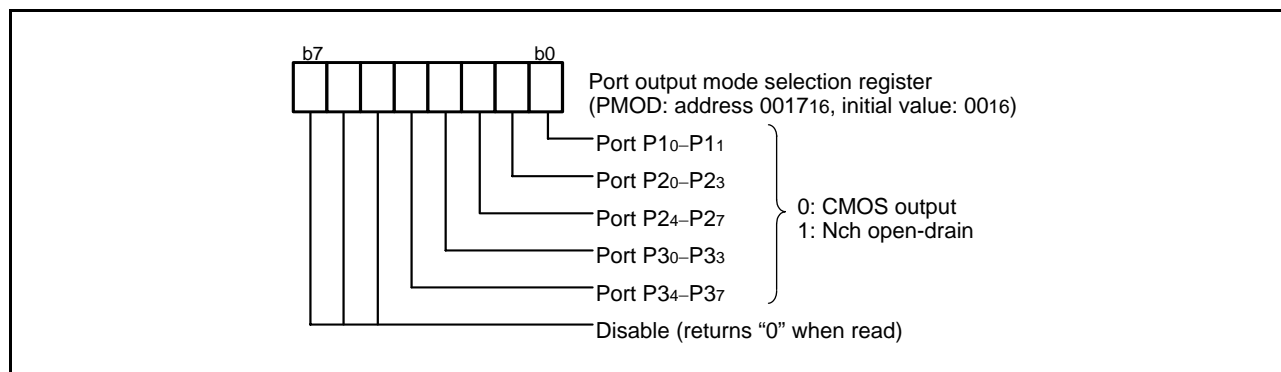 b7 b0
Port output mode selection register
(PMOD: address 001716, initial value: 0016)
Port P10–P11
Port P20–P23
Port P24–P27
Port P30–P33
Port P34–P37
0: CMOS output
1: Nch open-drain
Disable (returns “0” when read)